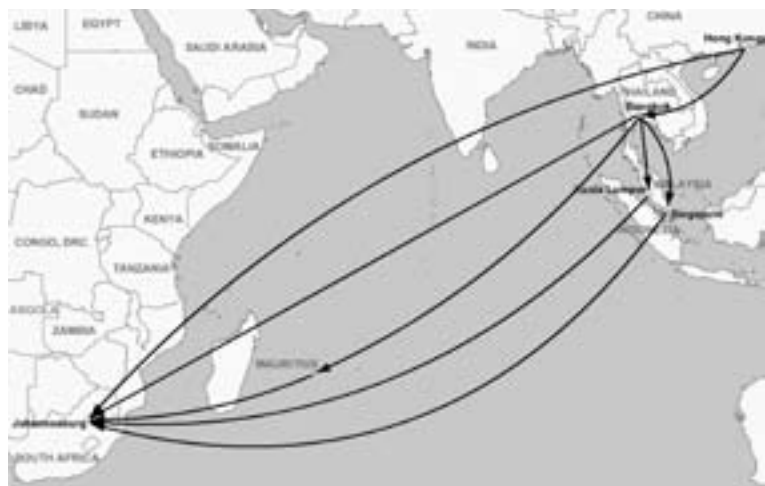 LIBYA
EGYPT
SAUDI ARABIA
INDIA
CHINA
Hong Kong
CHAD
SUDAN
THAILAND
Bangkok
ETHIOPIA
SOMALIA
KENYA
Kuala Lumpur
MALAYSIA
Singapore
CONGO, DRC
TANZANIA
ANGOLA
ZAMBIA
MAURITIUS
Johannesburg
SOUTH AFRICA